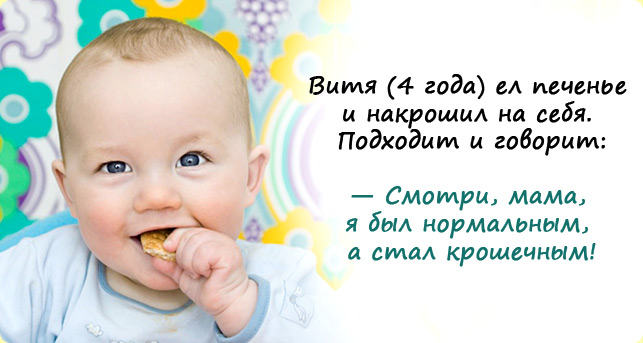 Витя (4 года) ел печенье
и накрошил на себя.
Подходит и говорит:
— Смотри, мама,
я был нормальным,
а стал крошечным!